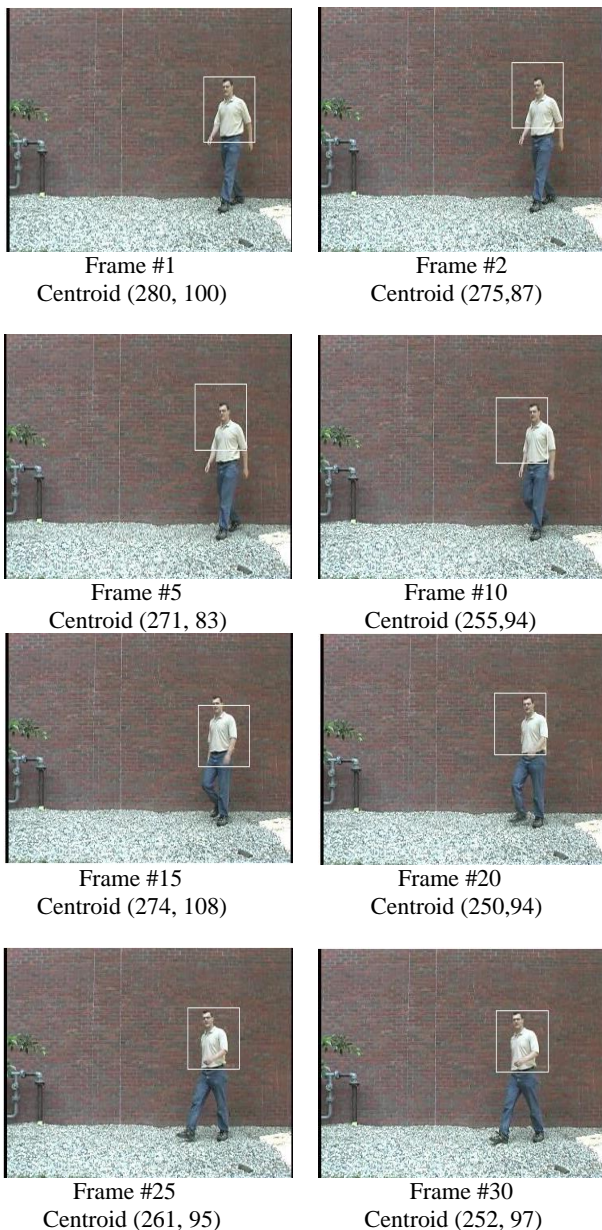 Frame #1
Centroid (280, 100)
Frame #2
Centroid (275,87)
Frame #5
Centroid (271, 83)
Frame #10
Centroid (255,94)
Frame #15
Centroid (274, 108)
Frame #20
Centroid (250,94)
Frame #25
Centroid (261, 95)
Frame #30
Centroid (252, 97)